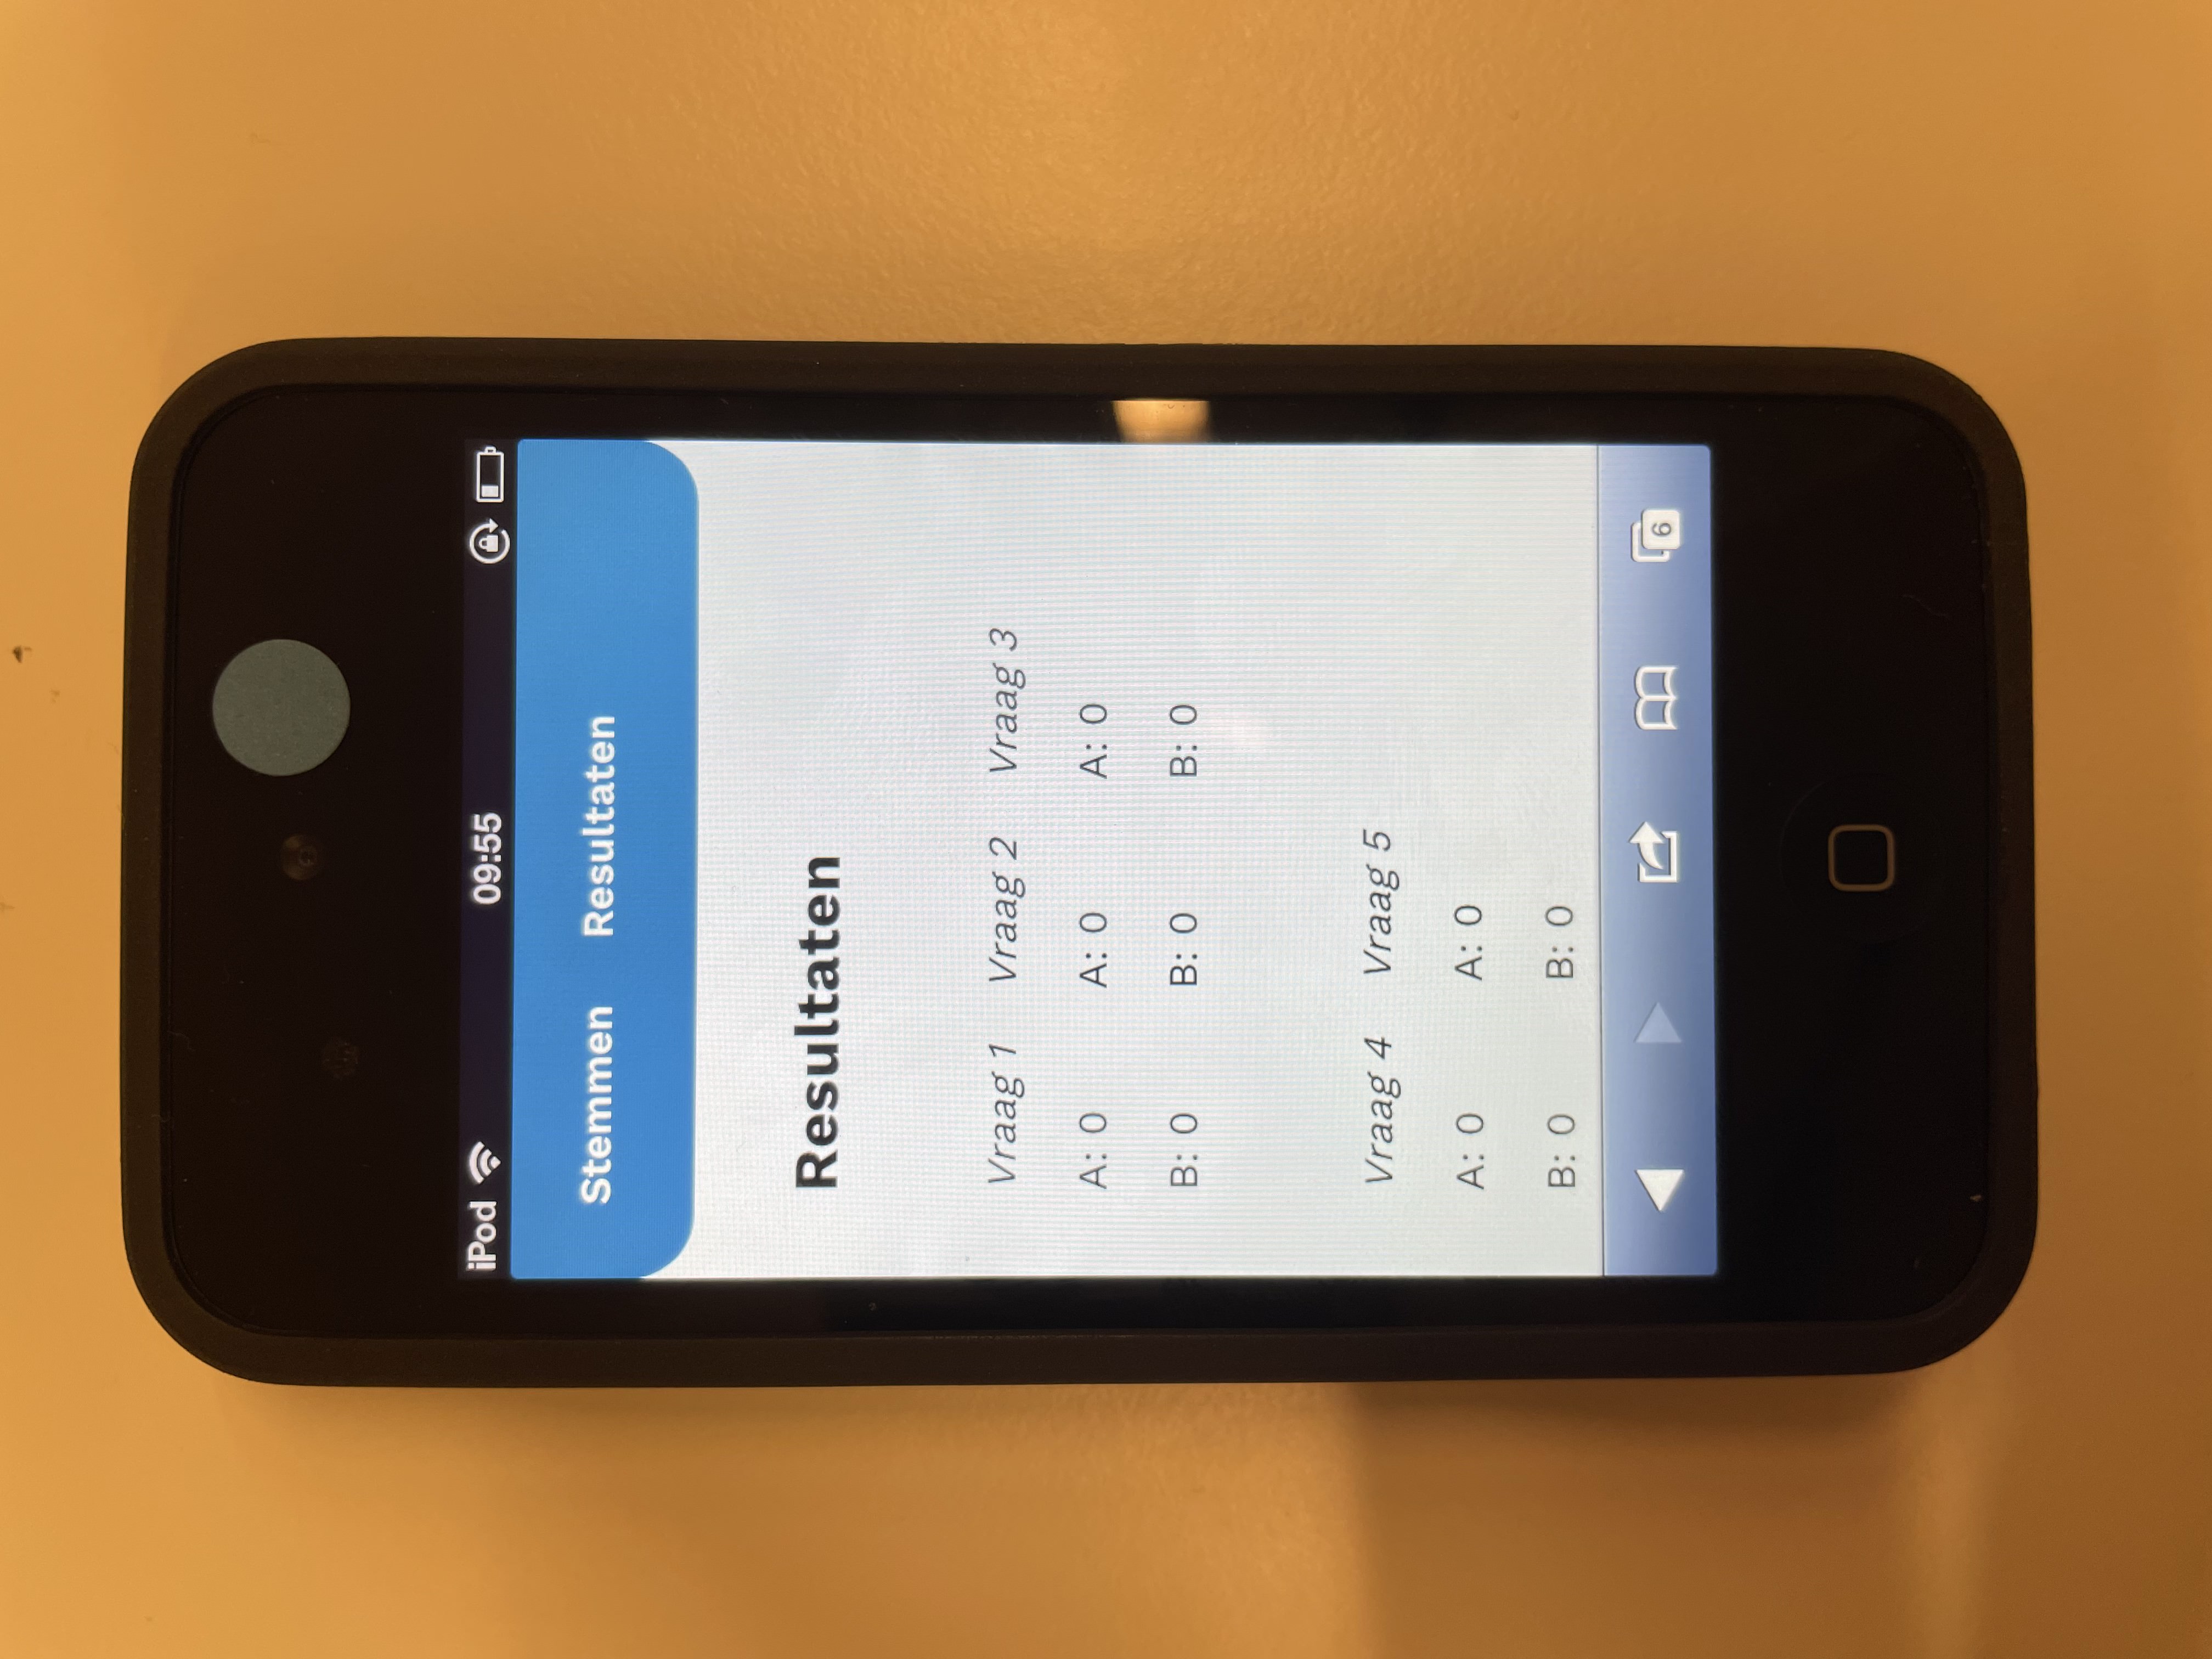 iPod 09:55
Stemmen Resultaten
Resultaten
Vraag 1 Vraag 2 Vraag 3
A: 0 A: 0 A: 0
B: 0 B: 0 B: 0
Vraag 4 Vraag 5
A: 0 A: 0
B: 0 B: 0
6